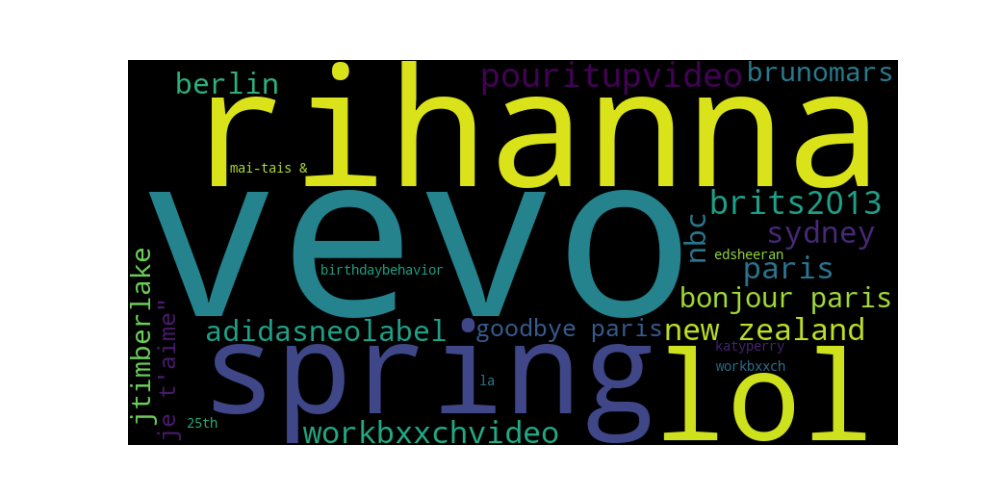 berlin
pouritupvideo
brunomars
rihanna
mai-tais &
vevo
brits2013
nbc
sydney
edsheeran
paris
birthdaybehavior
bonjour paris
jtimberlake
je t'aime"
adidasneolabel
goodbye paris
new zealand
spring
lol
katyperry
workbxxch
la
25th
workbxxchvideo